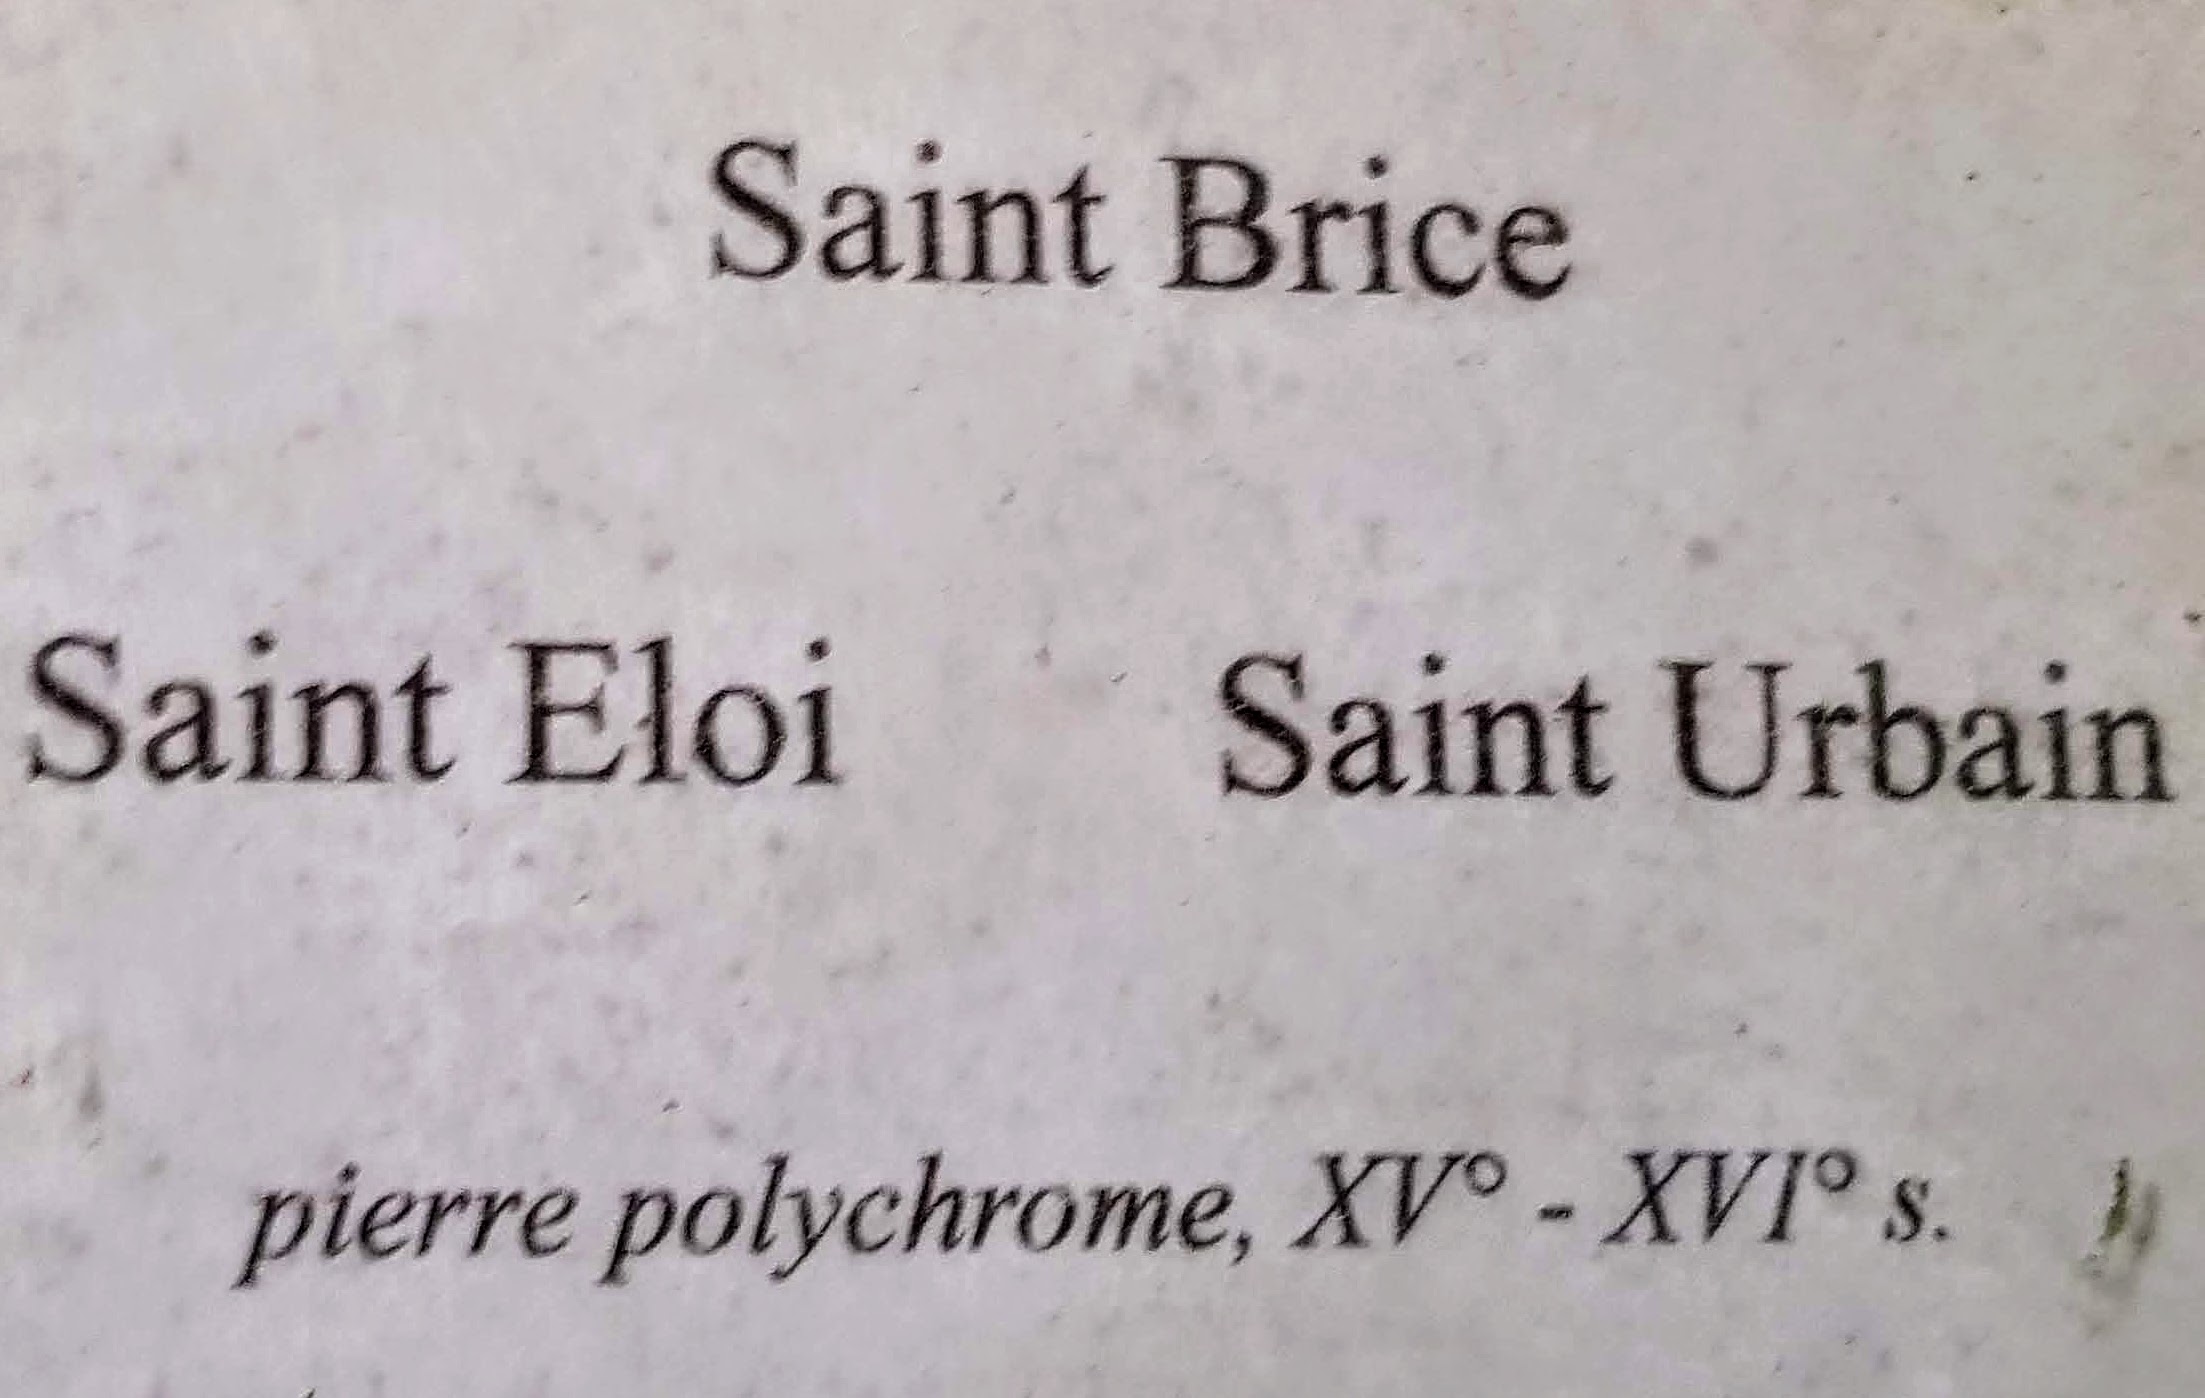 Saint Brice
Saint Eloi Saint Urbain
pierre polychrome, XV° - XVI° s.